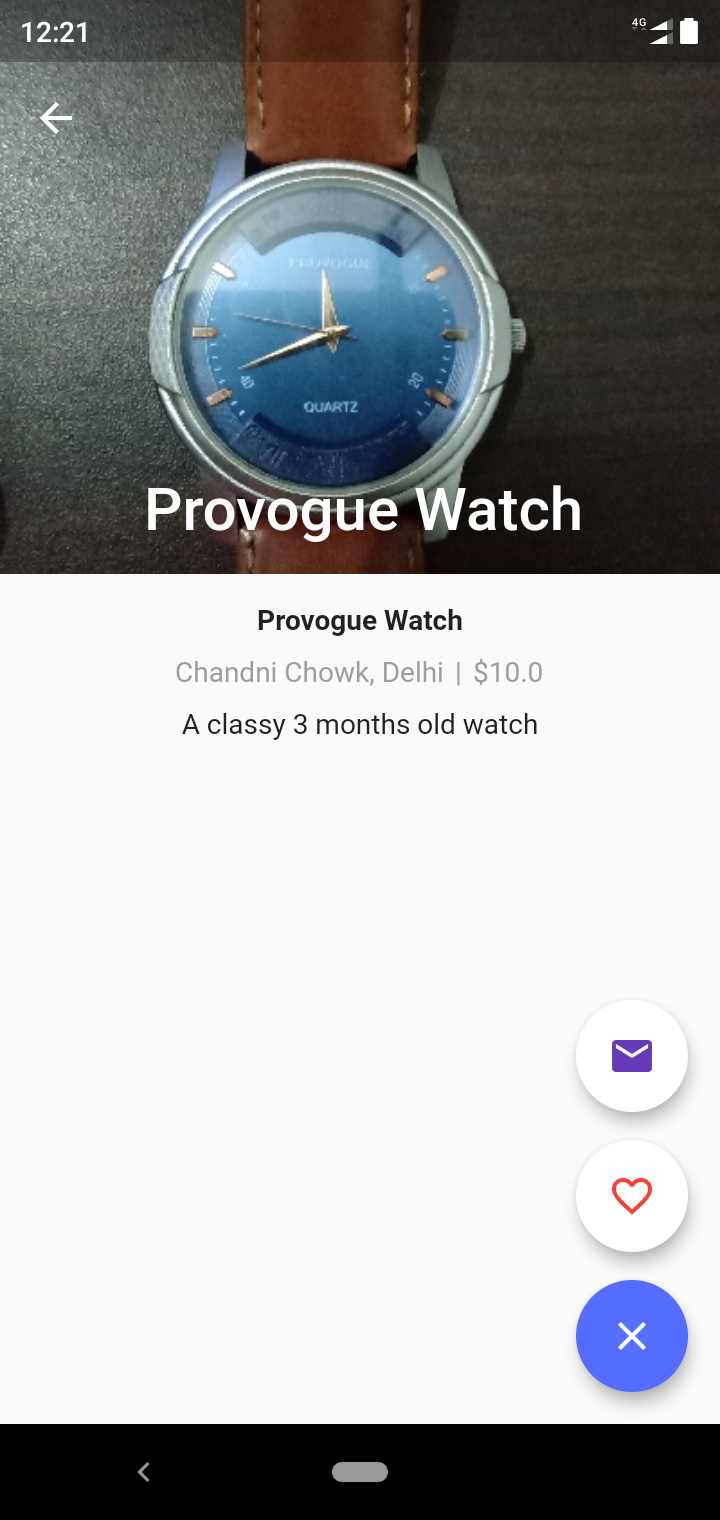 12:21
4G
PROVOGUE
40
20
QUARTZ
Provogue Watch
Provogue Watch
Chandni Chowk, Delhi | $10.0
A classy 3 months old watch